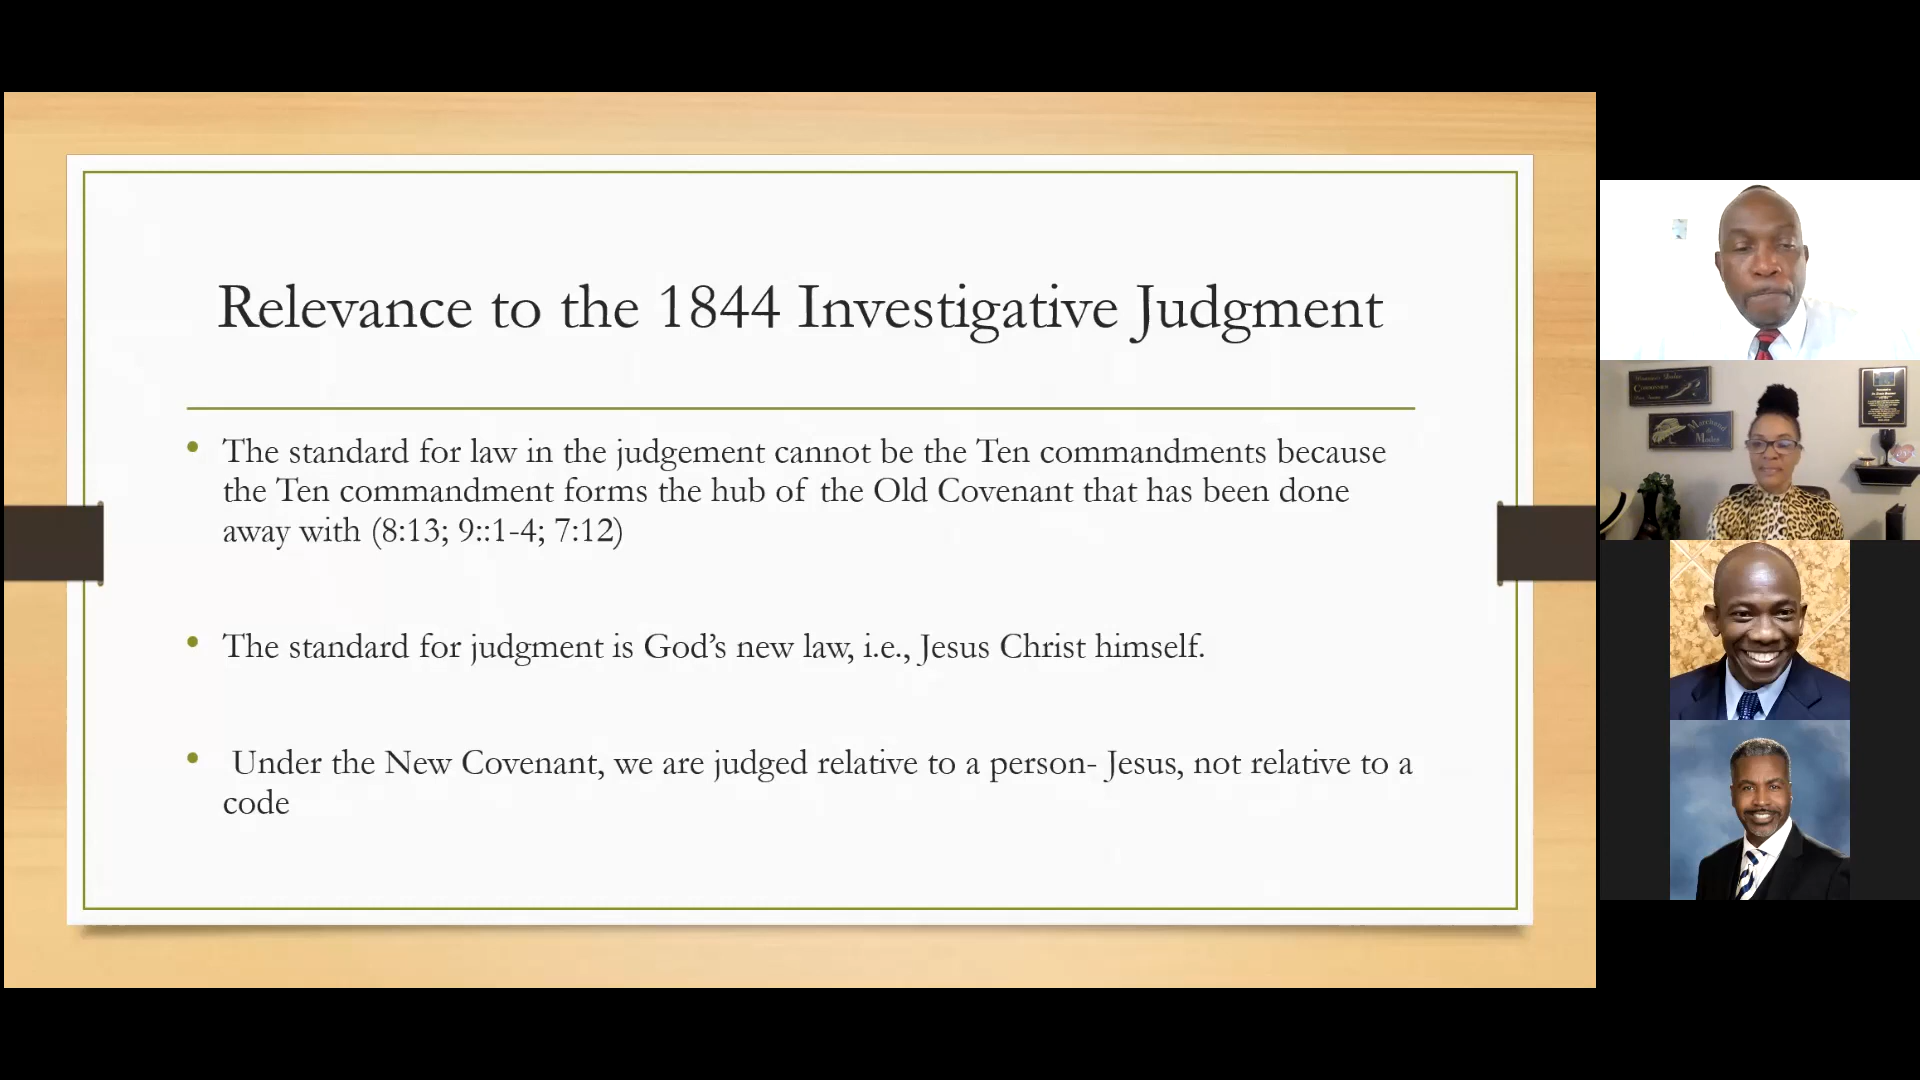 Relevance to the 1844 Investigative Judgment
• The standard for law in the judgement cannot be the Ten commandments because
the Ten commandment forms the hub of the Old Covenant that has been done
away with (8:13; 9::1-4; 7:12)
• The standard for judgment is God’s new law, i.e., Jesus Christ himself.
• Under the New Covenant, we are judged relative to a person- Jesus, not relative to a
code